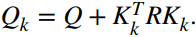 Q_k = Q + K_k^T R K_k.